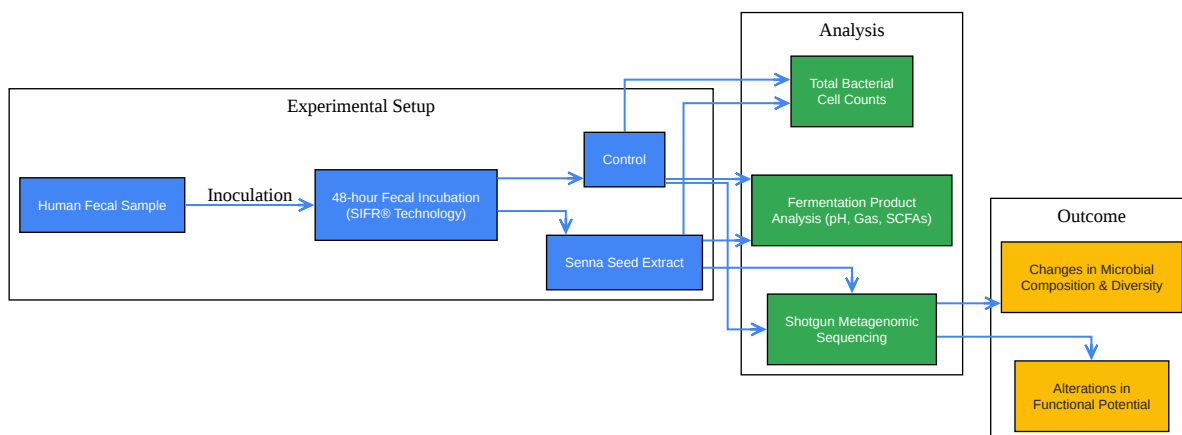 Experimental Setup
Human Fecal Sample
Inoculation
48-hour Fecal Incubation
(SIFR® Technology)
Control
Senna Seed Extract
Analysis
Total Bacterial
Cell Counts
Fermentation Product
Analysis (pH, Gas, SCFAs)
Shotgun Metagenomic
Sequencing
Outcome
Changes in Microbial
Composition & Diversity
Alterations in
Functional Potential